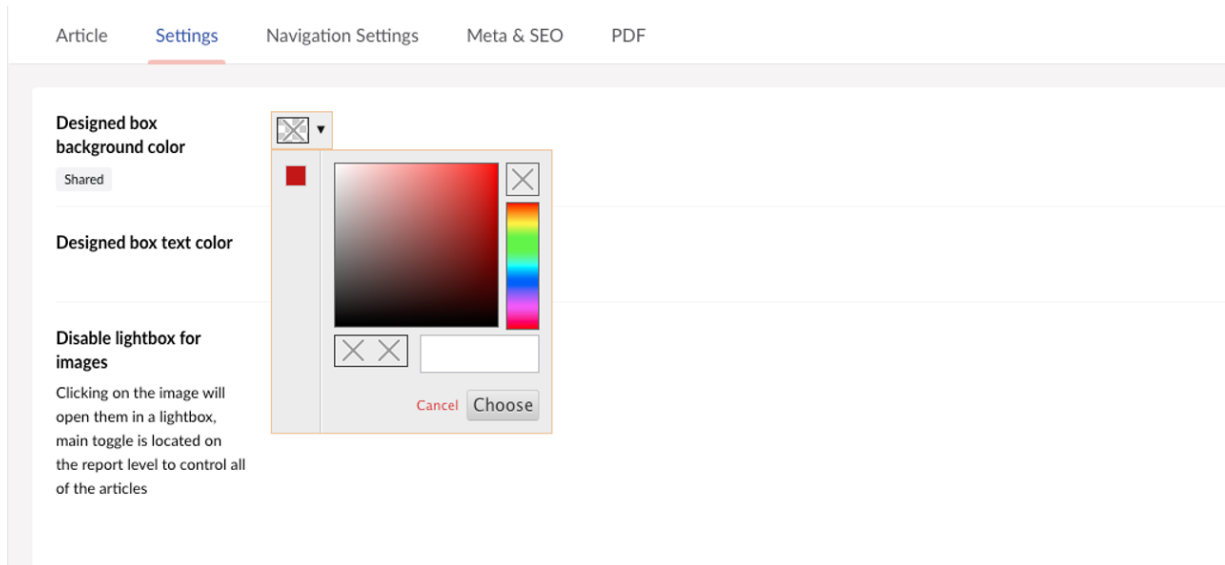 Article
Settings
Navigation Settings
Meta & SEO
PDF
Designed box
background color
Shared
Designed box text color
Disable lightbox for
images
Clicking on the image will
open them in a lightbox,
main toggle is located on
the report level to control all
of the articles
Cancel
Choose